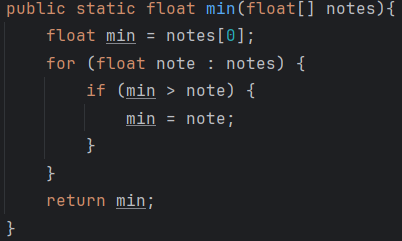 public static float min(float[] notes){
    float min = notes[0];
    for (float note : notes) {
        if (min > note) {
            min = note;
        }
    }
    return min;
}